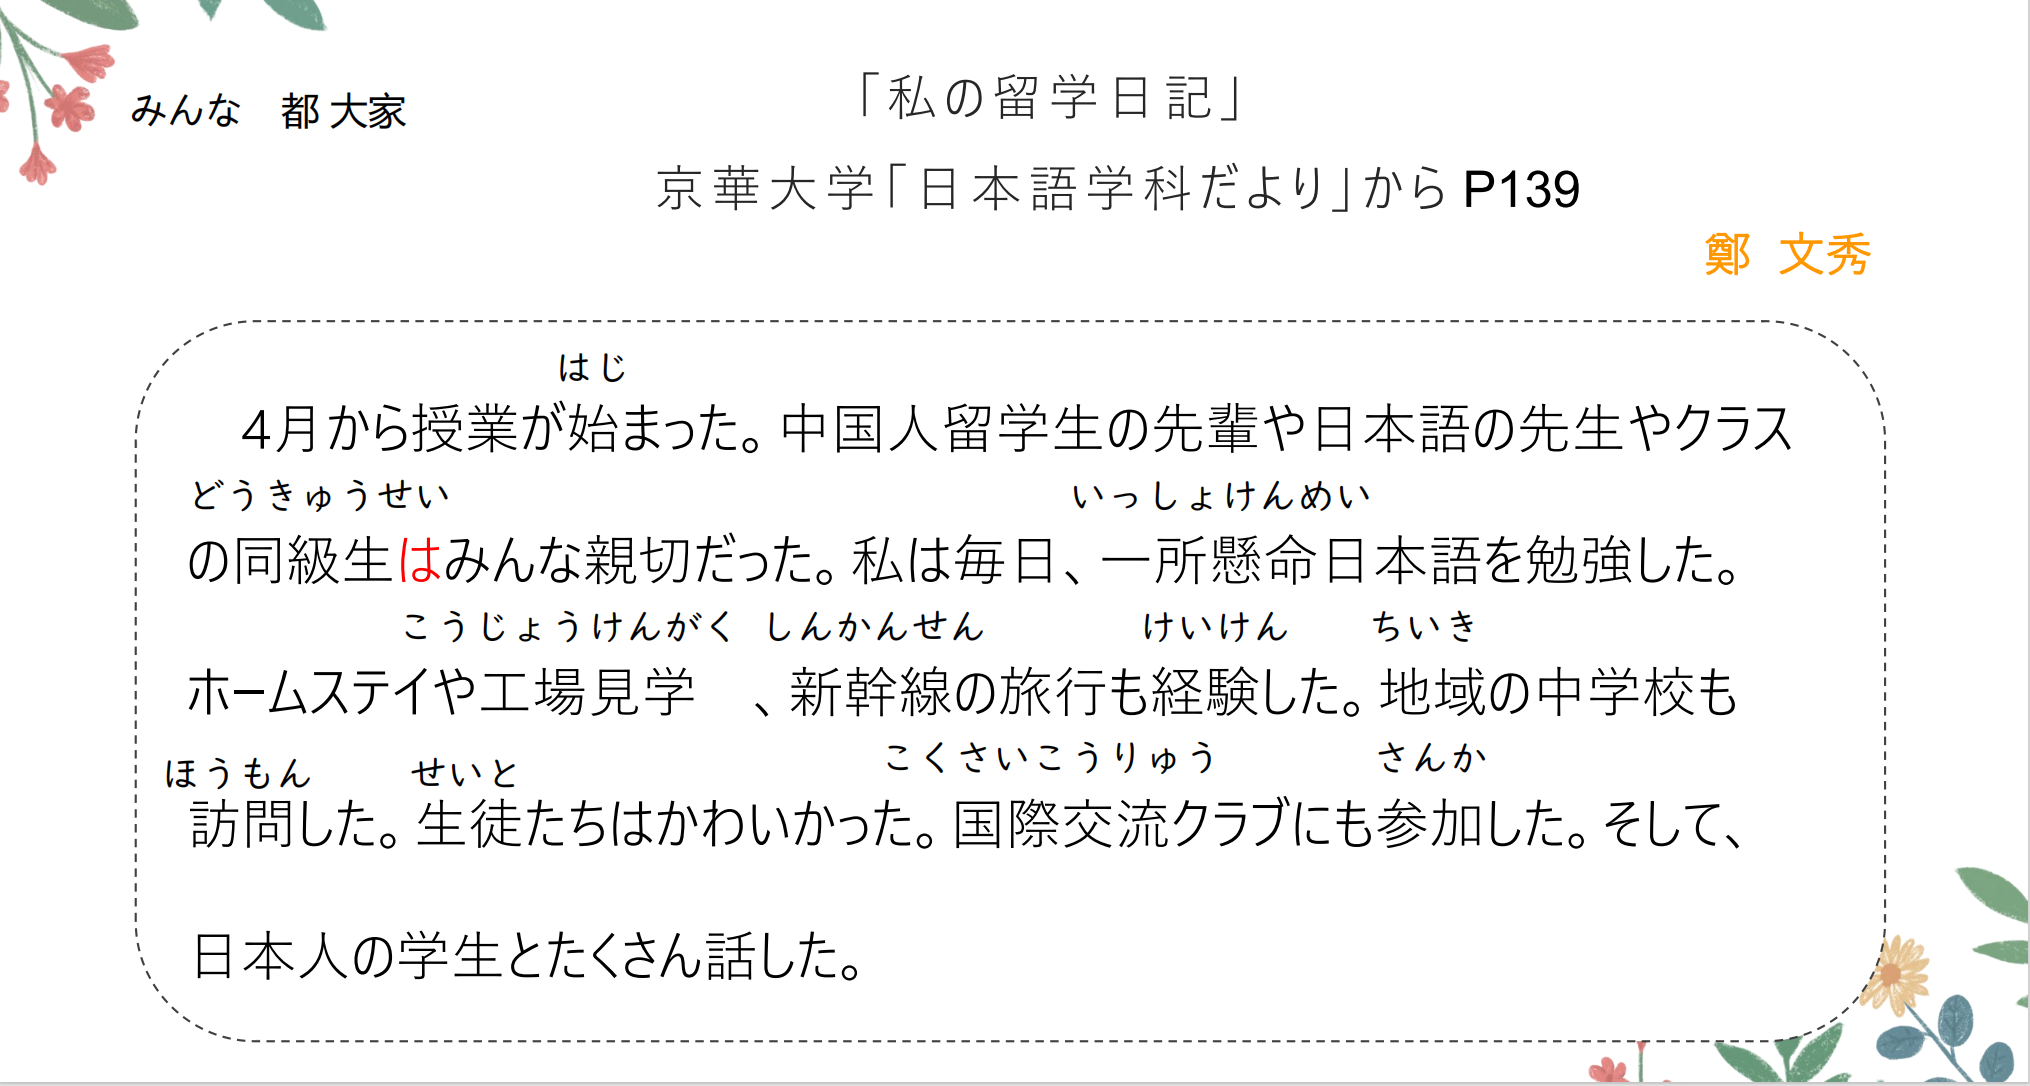 みんな　都 大家
「私の留学日記」
京華大学「日本語学科だより」から P139
鄭 文秀
はじ
4月から授業が始まった。中国人留学生の先輩や日本語の先生やクラス
どうきゅうせい いっしょけんめい
の同級生はみんな親切だった。私は毎日、一所懸命日本語を勉強した。
こうじょうけんがく しんかんせん けいけん ちいき
ホームステイや工場見学　、新幹線の旅行も経験した。地域の中学校も
ほうもん せいと こくさいこうりゅう さんか
訪問した。生徒たちはかわいかった。国際交流クラブにも参加した。そして、
日本人の学生とたくさん話した。